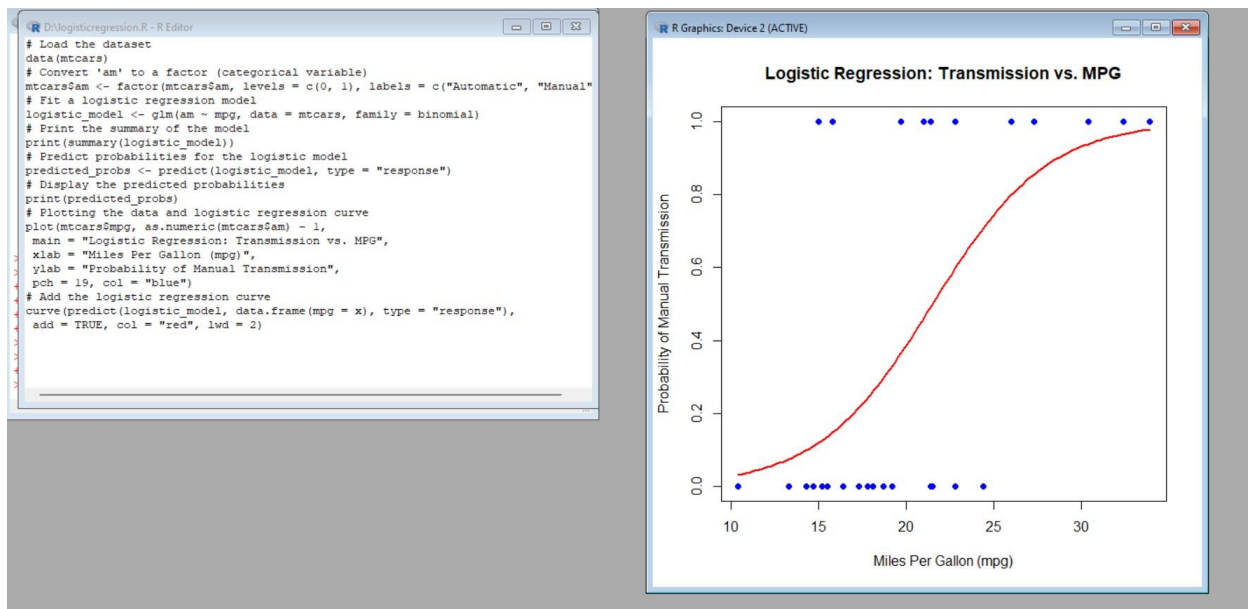 D:\logisticregression.R - R Editor
# Load the dataset
data(mtcars)
# Convert 'am' to a factor (categorical variable)
mtcars$am <- factor(mtcars$am, levels = c(0, 1), labels = c("Automatic", "Manual"
# Fit a logistic regression model
logistic_model <- glm(am ~ mpg, data = mtcars, family = binomial)
# Print the summary of the model
print(summary(logistic_model))
# Predict probabilities for the logistic model
predicted_probs <- predict(logistic_model, type = "response")
# Display the predicted probabilities
print(predicted_probs)
# Plotting the data and logistic regression curve
plot(mtcars$mpg, as.numeric(mtcars$am) - 1,
 main = "Logistic Regression: Transmission vs. MPG",
 xlab = "Miles Per Gallon (mpg)",
 ylab = "Probability of Manual Transmission",
 pch = 19, col = "blue")
# Add the logistic regression curve
curve(predict(logistic_model, data.frame(mpg = x), type = "response"),
 add = TRUE, col = "red", lwd = 2)
R Graphics: Device 2 (ACTIVE)
Logistic Regression: Transmission vs. MPG
Probability of Manual Transmission
1.0
0.8
0.6
0.4
0.2
0.0
10 15 20 25 30
Miles Per Gallon (mpg)